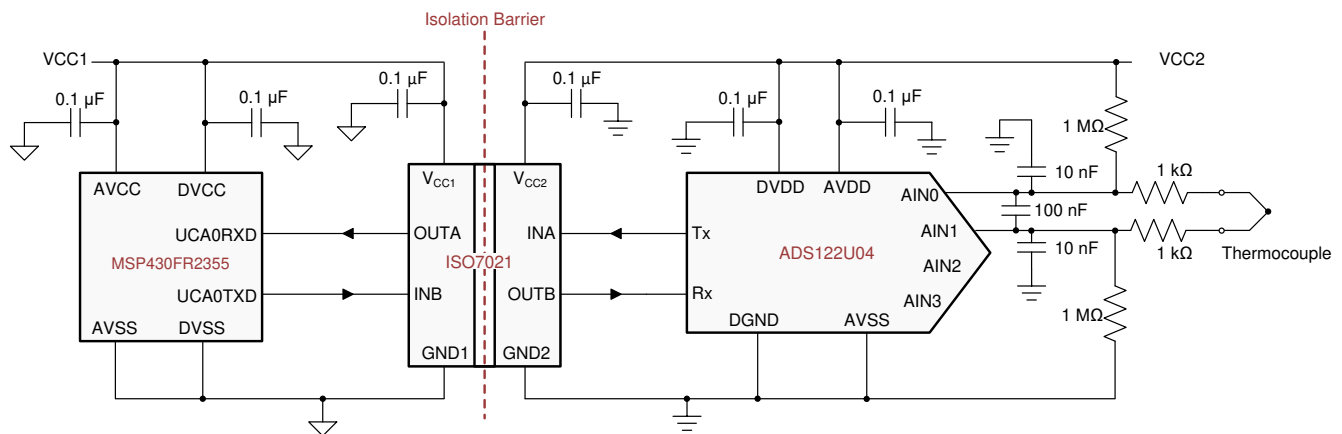 Isolation Barrier
VCC1
VCC2
0.1 µF
0.1 µF
0.1 µF
0.1 µF
0.1 µF
0.1 µF
1 MΩ
10 nF
1 kΩ
AVCC
DVCC
VCC1
VCC2
DVDD
AVDD
AIN0
100 nF
UCA0RXD
OUTA
INA
Tx
AIN1
10 nF
1 kΩ
Thermocouple
MSP430FR2355
ISO7021
ADS122U04
AIN2
UCA0TXD
INB
OUTB
Rx
AIN3
1 MΩ
AVSS
DVSS
GND1
GND2
DGND
AVSS